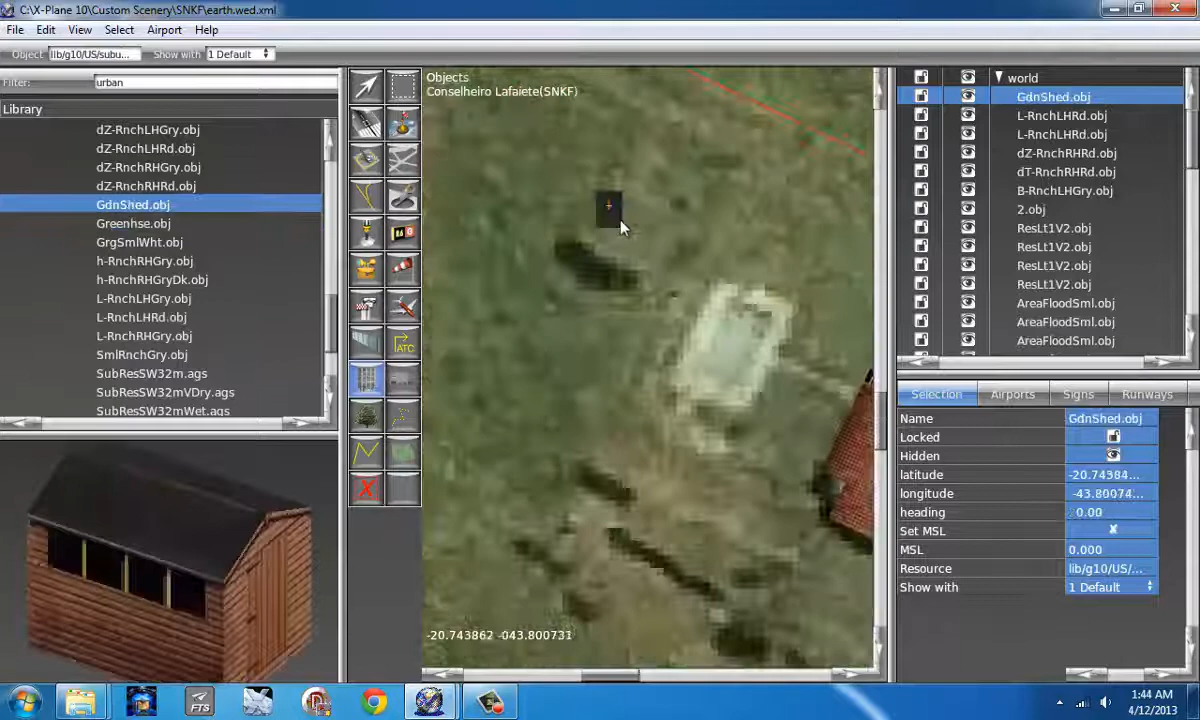 C:\X-Plane 10\Custom Scenery\SNKF\earth.wed.xml
File Edit View Select Airport Help
Object lib/g10/US/subu... Show with 1 Default
Filter: urban
Library
dZ-RnchLHGry.obj
dZ-RnchLHRd.obj
dZ-RnchRHGry.obj
dZ-RnchRHRd.obj
GdnShed.obj
Greenhse.obj
GrgSmlWht.obj
h-RnchRHGry.obj
h-RnchRHGryDk.obj
L-RnchLHGry.obj
L-RnchLHRd.obj
L-RnchRHGry.obj
SmlRnchGry.obj
SubResSW32m.ags
SubResSW32mVDry.ags
SubResSW32mWet.ags
ATC
X
Objects
Conselheiro Lafaiete(SNKF)
-20.743862 -043.800731
world
GdnShed.obj
L-RnchLHRd.obj
L-RnchLHRd.obj
dZ-RnchRHRd.obj
dT-RnchRHRd.obj
B-RnchLHGry.obj
2.obj
ResLt1V2.obj
ResLt1V2.obj
ResLt1V2.obj
ResLt1V2.obj
AreaFloodSml.obj
AreaFloodSml.obj
AreaFloodSml.obj
Selection Airports Signs Runways
Name GdnShed.obj
Locked
Hidden
latitude -20.74384...
longitude -43.80074...
heading 0.00
Set MSL
MSL 0.000
Resource lib/g10/US/...
Show with 1 Default
FTS
1:44 AM
4/12/2013